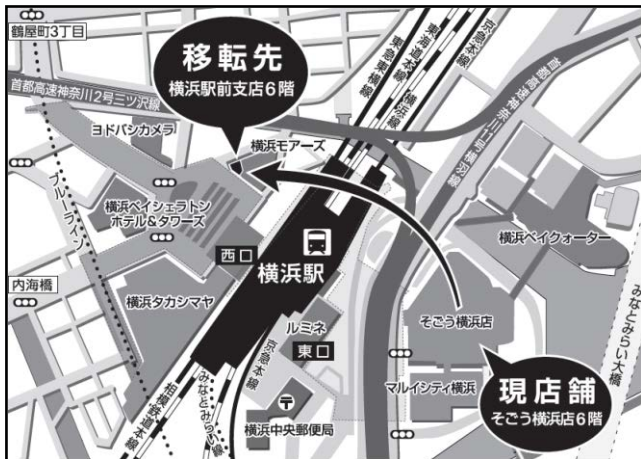 鶴屋町3丁目
移転先
横浜駅前支店6階
首都高速神奈川2号三ツ沢線
ヨドバシカメラ
横浜モアーズ
東急東横線
東海道本線
横浜線
京急本線
首都高速神奈川11号横羽線
ブルーライン
横浜ベイシェラトン
ホテル&タワーズ
西口
横浜駅
横浜ベイクォーター
内海橋
横浜タカシマヤ
ルミネ
東口
そごう横浜店
みなとみらい大橋
マルイシティ横浜
現店舗
そごう横浜店6階
相模鉄道本線
みなとみらい線
京急本線
横浜中央郵便局